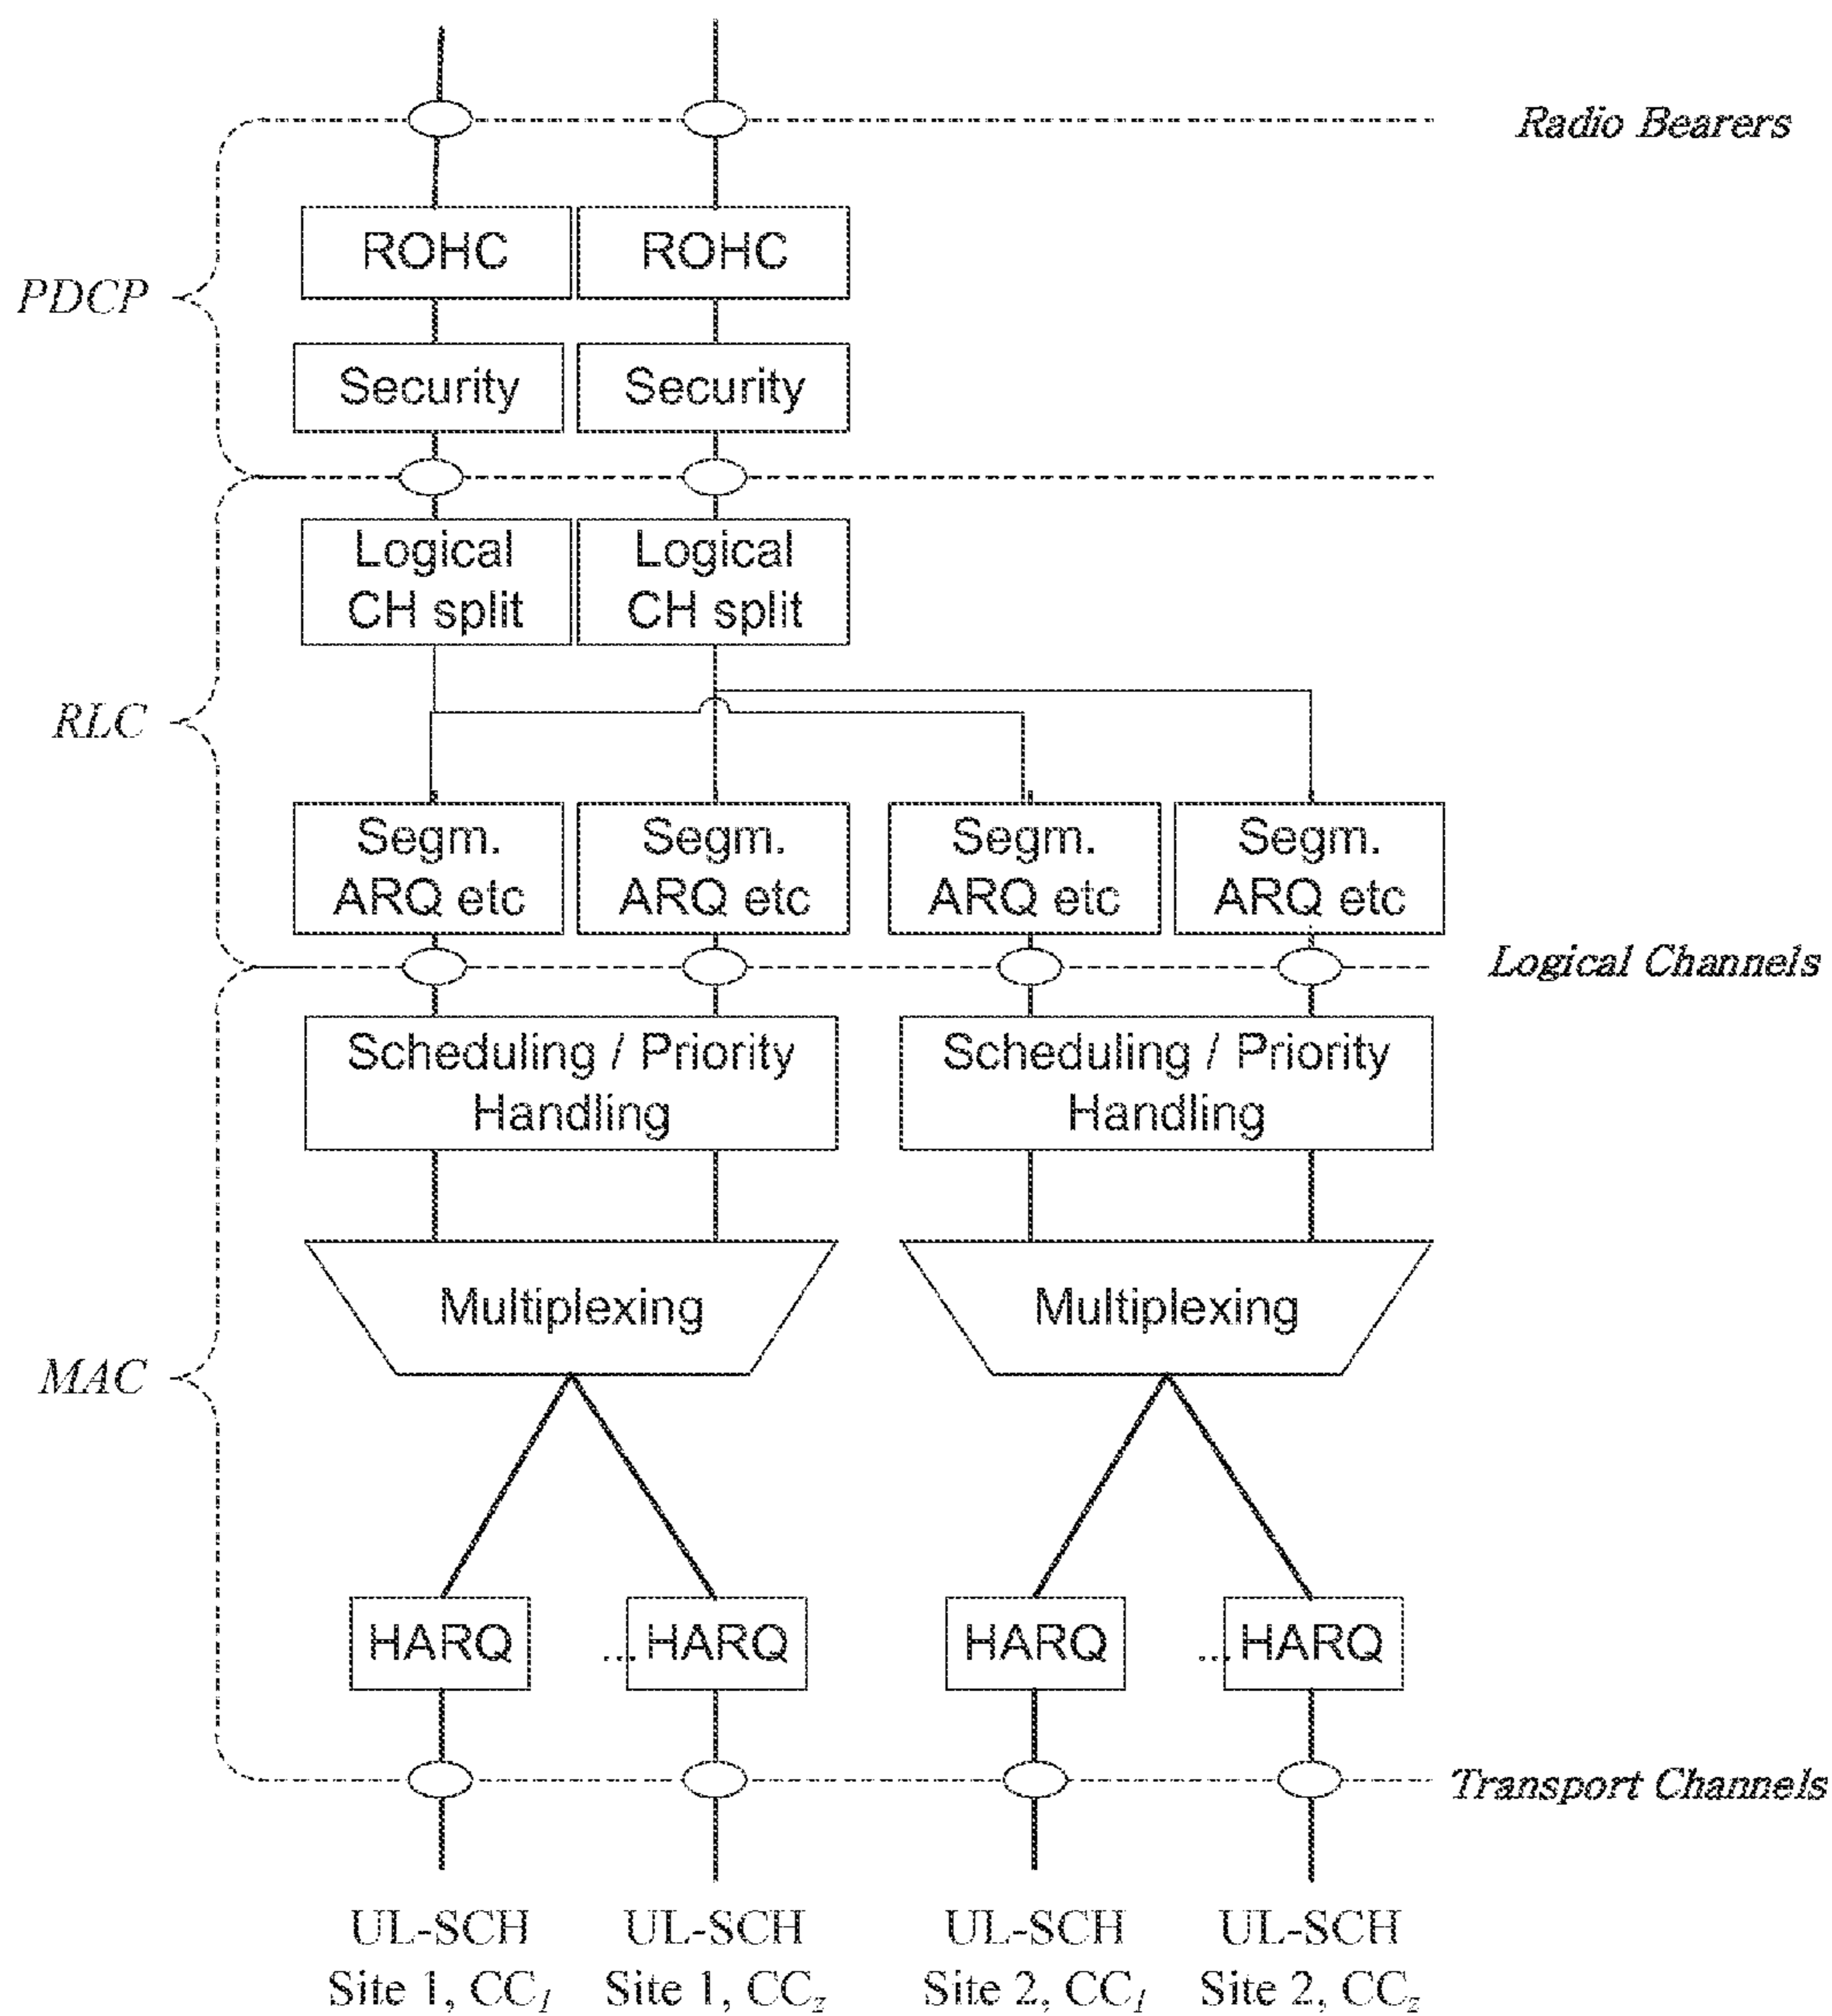 Radio Bearers
ROHC ROHC
PDCP
Security Security
Logical CH split Logical CH split
RLC
Segm. ARQ etc Segm. ARQ etc Segm. ARQ etc Segm. ARQ etc
Logical Channels
Scheduling / Priority Handling Scheduling / Priority Handling
Multiplexing Multiplexing
MAC
HARQ ...HARQ HARQ ...HARQ
Transport Channels
UL-SCH UL-SCH UL-SCH UL-SCH
Site 1, CC1 Site 1, CCz Site 2, CC1 Site 2, CCz